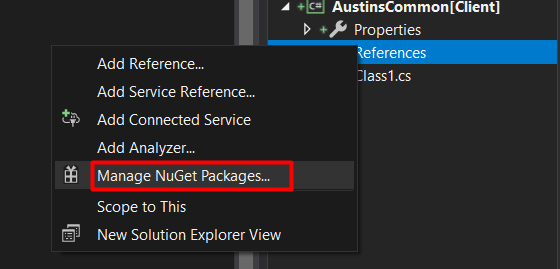 AustinsCommon[Client]
Properties
References
Class1.cs
Add Reference...
Add Service Reference...
Add Connected Service
Add Analyzer...
Manage NuGet Packages...
Scope to This
New Solution Explorer View